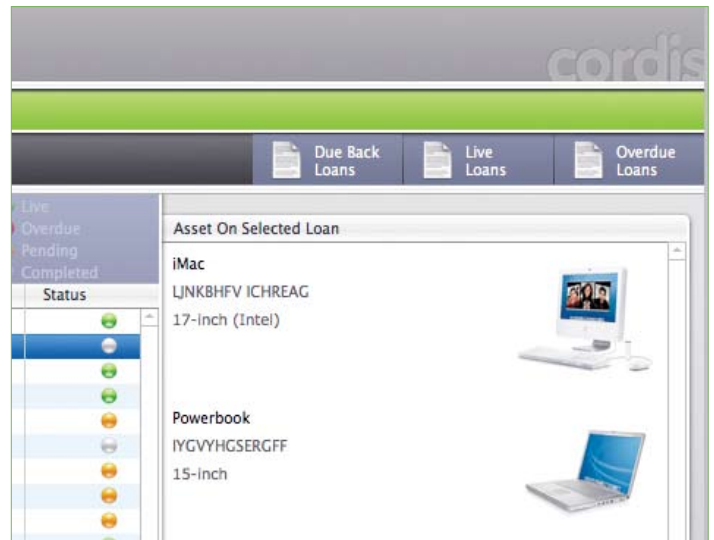 cordis
Due Back
Loans
Live
Loans
Overdue
Loans
Live
Overdue
Pending
Completed
Status
Asset On Selected Loan
iMac
LJNKBHFV ICHREAG
17-inch (Intel)
Powerbook
IYGVYHGSERGFF
15-inch